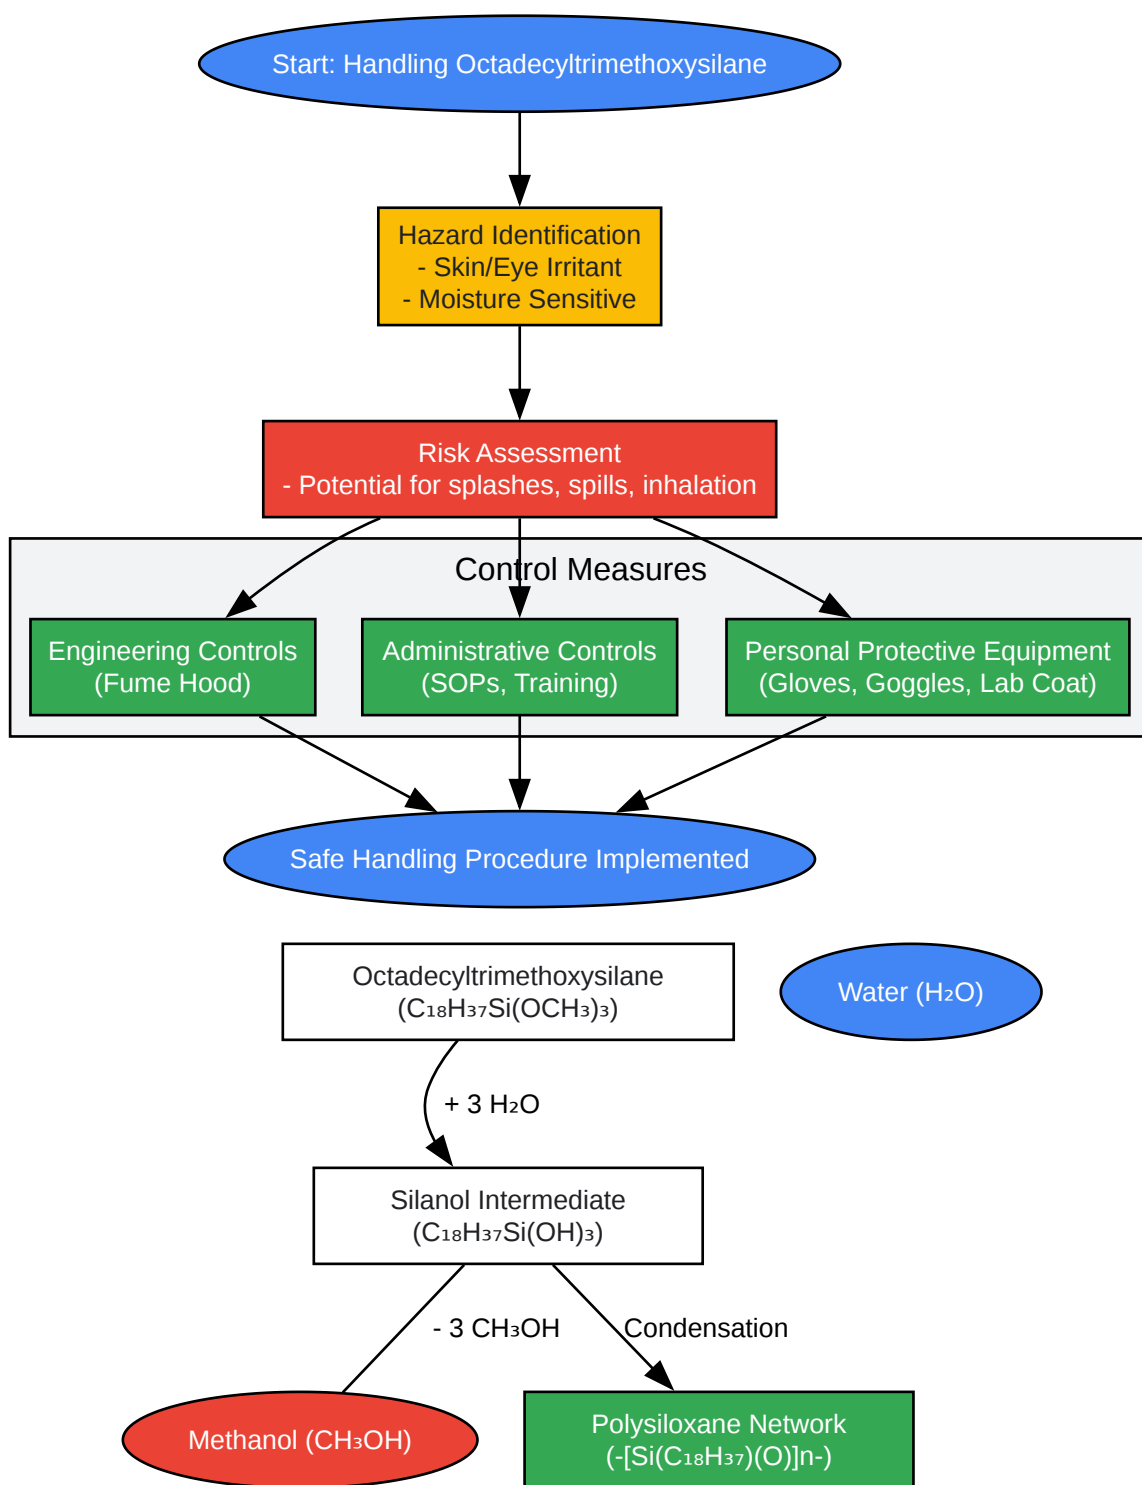 Start: Handling Octadecyltrimethoxysilane
Hazard Identification
- Skin/Eye Irritant
- Moisture Sensitive
Risk Assessment
- Potential for splashes, spills, inhalation
Control Measures
Engineering Controls
(Fume Hood)
Administrative Controls
(SOPs, Training)
Personal Protective Equipment
(Gloves, Goggles, Lab Coat)
Safe Handling Procedure Implemented
Octadecyltrimethoxysilane
(C₁₈H₃₇Si(OCH₃)₃)
Water (H₂O)
+ 3 H₂O
Silanol Intermediate
(C₁₈H₃₇Si(OH)₃)
- 3 CH₃OH
Condensation
Methanol (CH₃OH)
Polysiloxane Network
(-[Si(C₁₈H₃₇)(O)]n-)